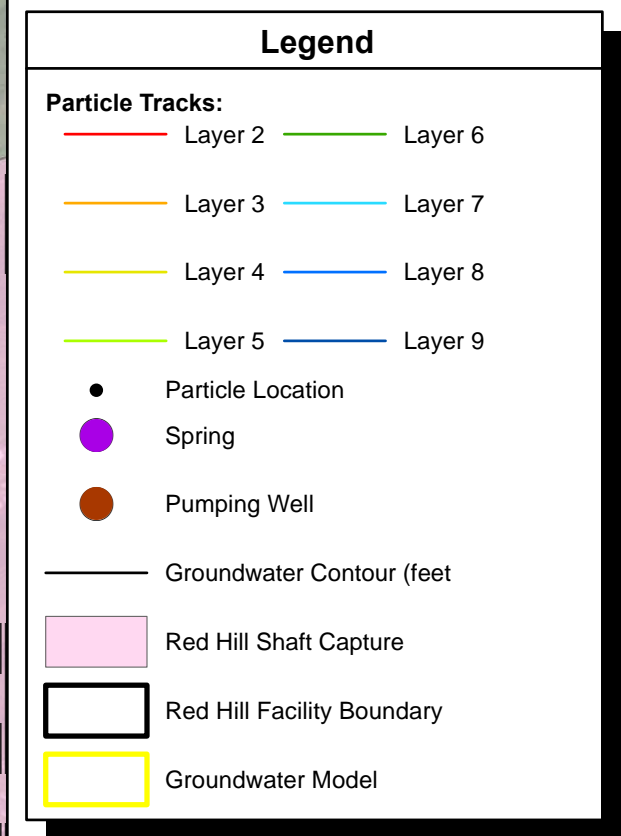 Legend
Particle Tracks:
Layer 2 Layer 6
Layer 3 Layer 7
Layer 4 Layer 8
Layer 5 Layer 9
Particle Location
Spring
Pumping Well
Groundwater Contour (feet
Red Hill Shaft Capture
Red Hill Facility Boundary
Groundwater Model